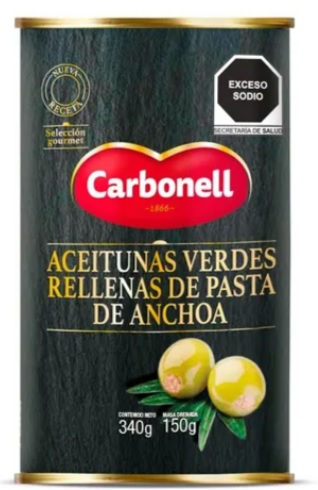 NUEVA
RECETA
Selección
gourmet
EXCESO
SODIO
SECRETARÍA DE SALUD
Carbonell
-1866-
ACEITUNAS VERDES
RELLENAS DE PASTA
DE ANCHOA
CONTENIDO NETO
340g
MASA DRENADA
150g